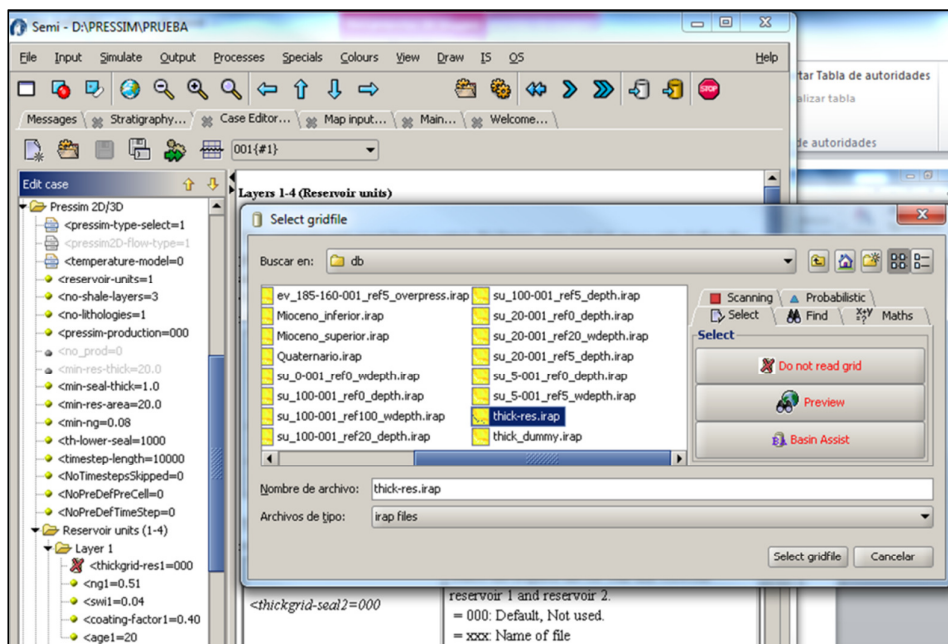 Semi - D:\PRESSIM\PRUEBA
File Input Simulate Output Processes Specials Colours View Draw IS OS Help
STOP
Messages Stratigraphy... Case Editor... Map input... Main... Welcome...
001{#1}
tar Tabla de autoridades
alizar tabla
de autoridades
Edit case
Pressim 2D/3D
<pressim-type-select=1
<pressim2D-flow-type=1
<temperature-model=0
<reservoir-units=1
<no-shale-layers=3
<no-lithologies=1
<pressim-production=000
<no_prod=0
<min-res-thick=20.0
<min-seal-thick=1.0
<min-res-area=20.0
<min-ng=0.08
<th-lower-seal=1000
<timestep-length=10000
<NoTimestepsSkipped=0
<NoPreDefPreCell=0
<NoPreDefTimeStep=0
Reservoir units (1-4)
Layer 1
<thickgrid-res1=000
<ng1=0.51
<swi1=0.04
<coating-factor1=0.40
<age1=20
Layers 1-4 (Reservoir units)
Select gridfile
Buscar en: db
ev_185-160-001_ref5_overpress.irap
Mioceno_inferior.irap
Mioceno_superior.irap
Quaternario.irap
su_0-001_ref0_wdepth.irap
su_100-001_ref0_depth.irap
su_100-001_ref100_wdepth.irap
su_100-001_ref20_depth.irap
su_100-001_ref5_depth.irap
su_20-001_ref0_depth.irap
su_20-001_ref20_wdepth.irap
su_20-001_ref5_depth.irap
su_5-001_ref0_depth.irap
su_5-001_ref5_wdepth.irap
thick-res.irap
thick_dummy.irap
Scanning Probabilistic
Select Find Maths
Select
Do not read grid
Preview
Basin Assist
Nombre de archivo: thick-res.irap
Archivos de tipo: irap files
Select gridfile Cancelar
<thickgrid-seal2=000
reservoir 1 and reservoir 2.
= 000: Default, Not used.
= xxx: Name of file